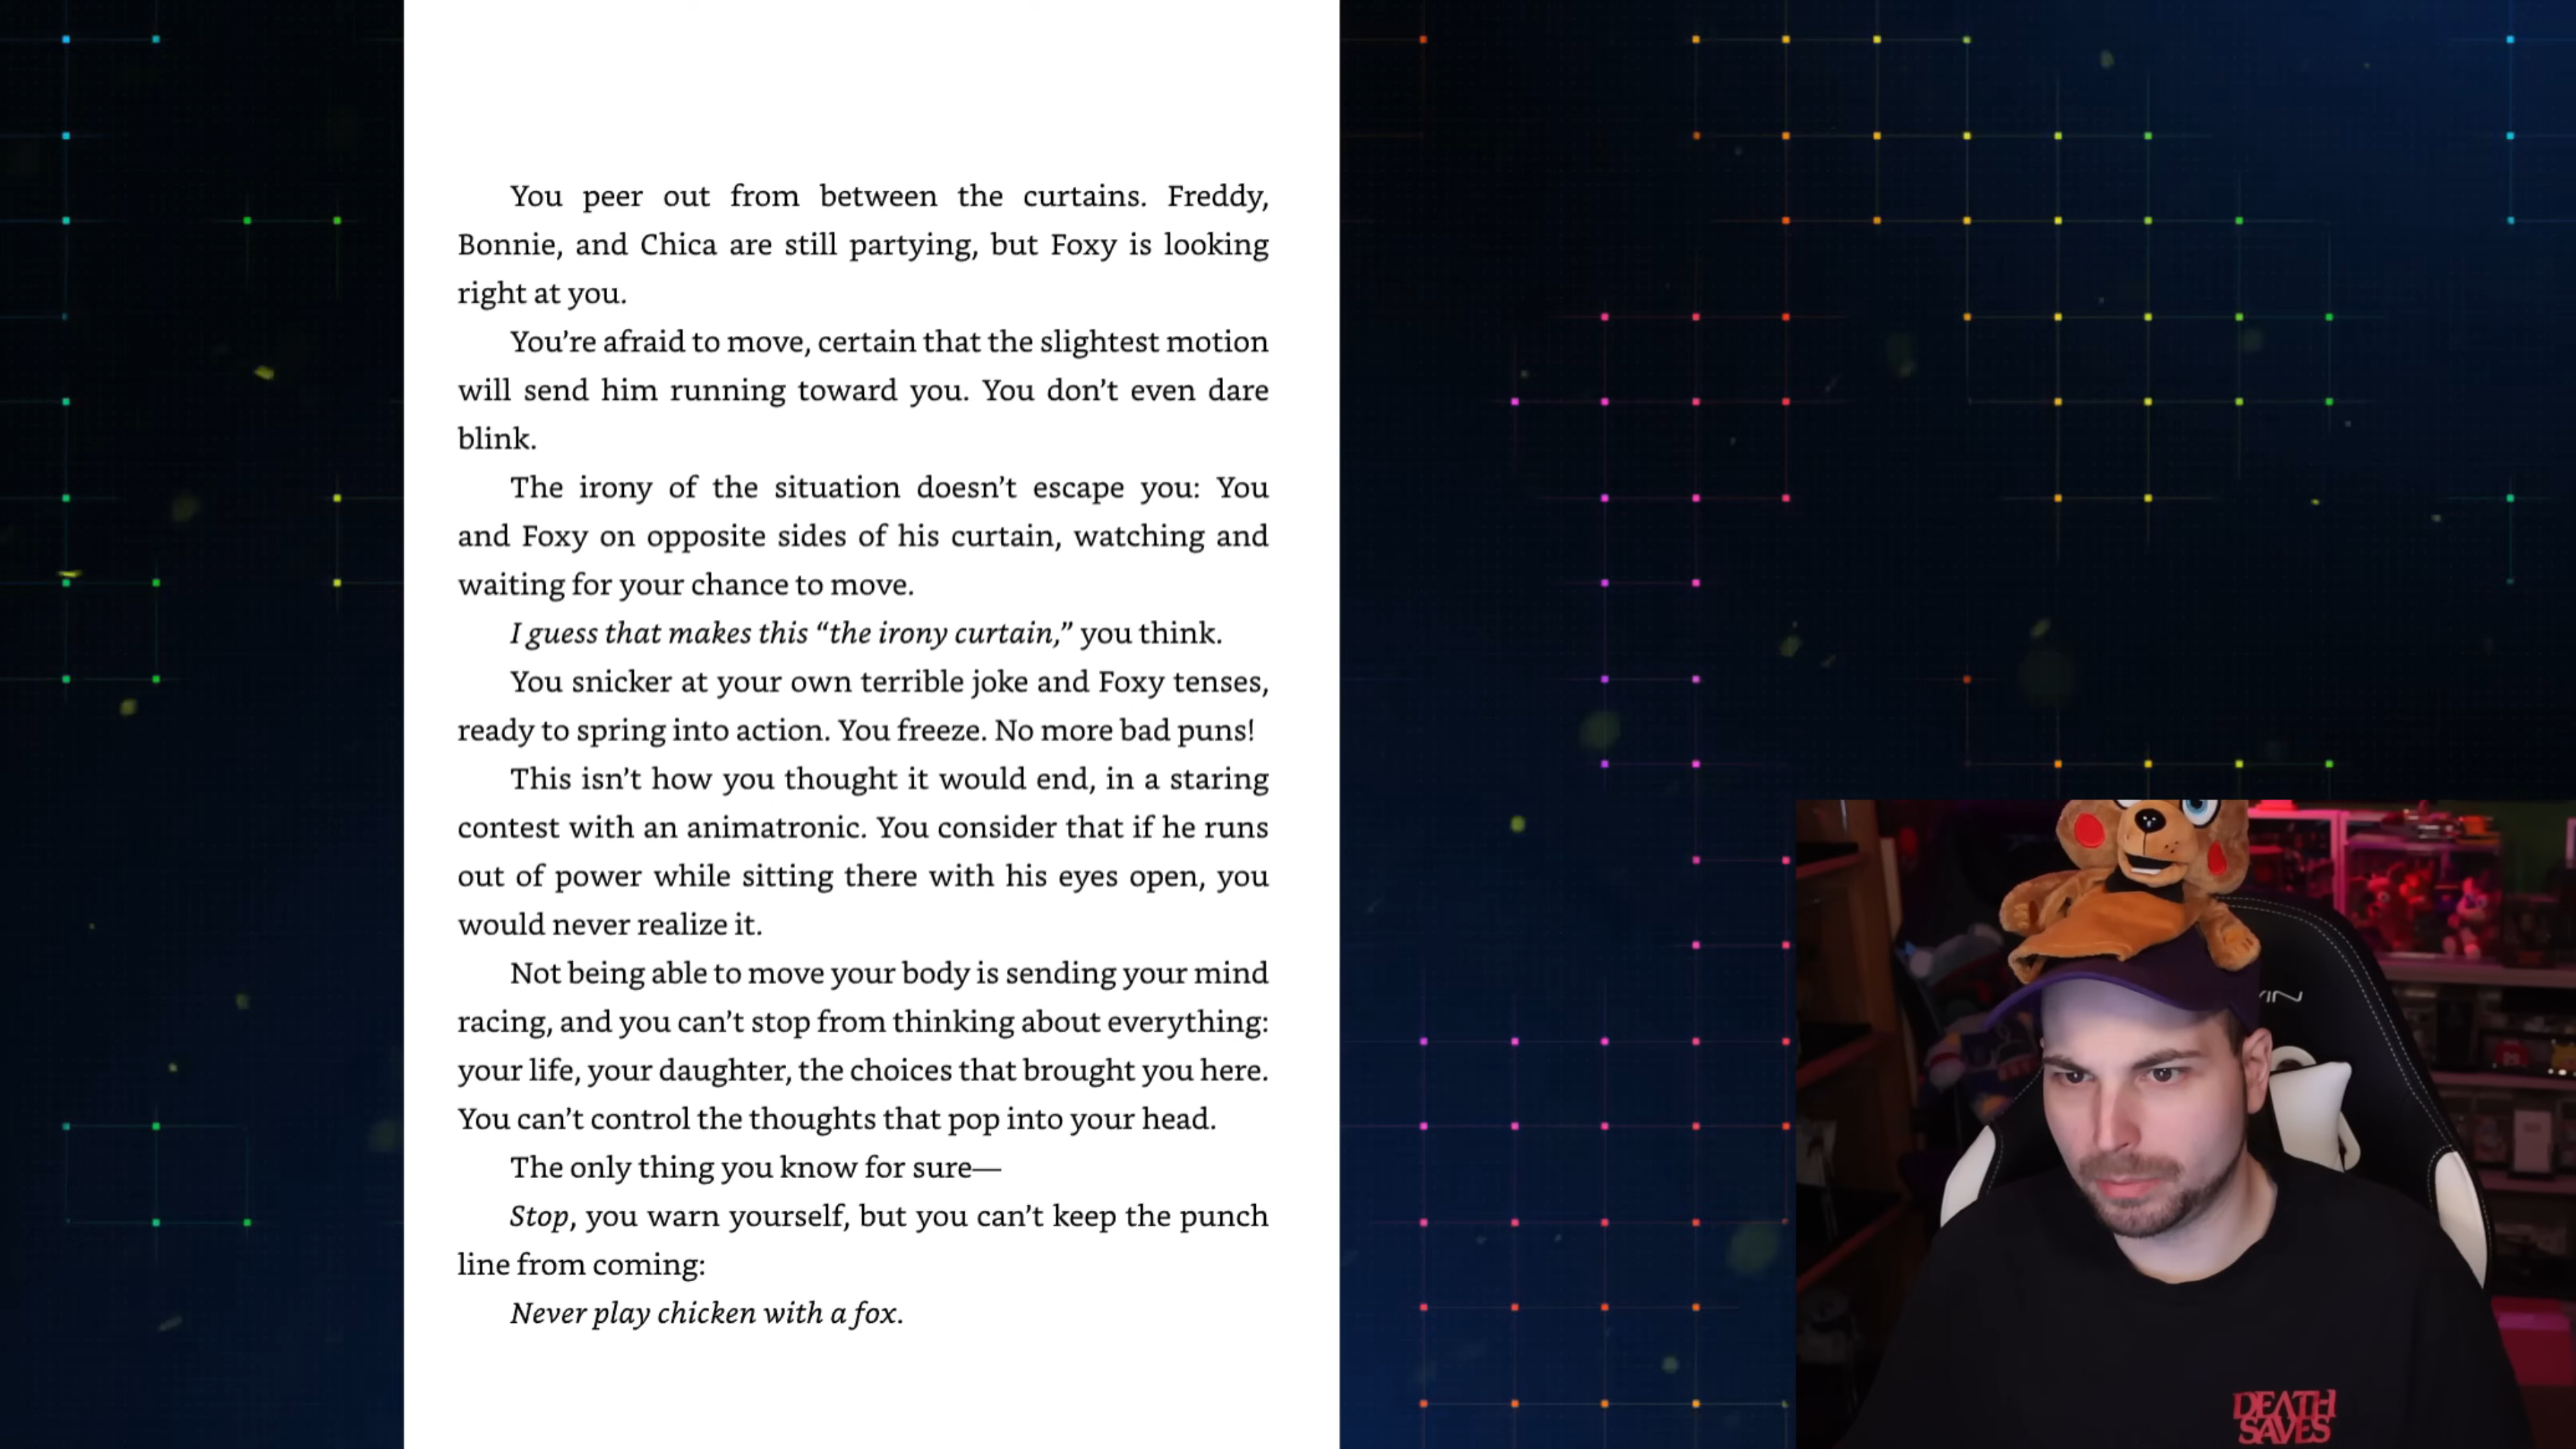 You peer out from between the curtains. Freddy,
Bonnie, and Chica are still partying, but Foxy is looking
right at you.
You’re afraid to move, certain that the slightest motion
will send him running toward you. You don’t even dare
blink.
The irony of the situation doesn’t escape you: You
and Foxy on opposite sides of his curtain, watching and
waiting for your chance to move.
I guess that makes this “the irony curtain,” you think.
You snicker at your own terrible joke and Foxy tenses,
ready to spring into action. You freeze. No more bad puns!
This isn’t how you thought it would end, in a staring
contest with an animatronic. You consider that if he runs
out of power while sitting there with his eyes open, you
would never realize it.
Not being able to move your body is sending your mind
racing, and you can’t stop from thinking about everything:
your life, your daughter, the choices that brought you here.
You can’t control the thoughts that pop into your head.
The only thing you know for sure—
Stop, you warn yourself, but you can’t keep the punch
line from coming:
Never play chicken with a fox.
DEATH
SAVES